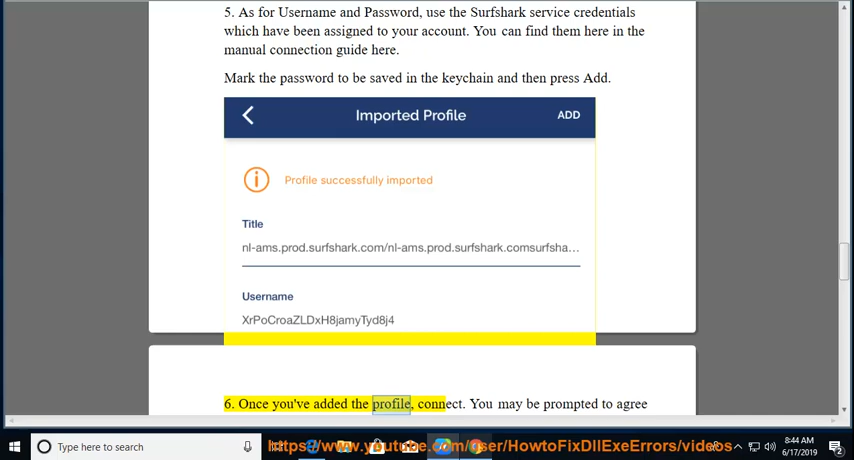 5. As for Username and Password, use the Surfshark service credentials
which have been assigned to your account. You can find them here in the
manual connection guide here.
Mark the password to be saved in the keychain and then press Add.
Imported Profile
ADD
Profile successfully imported
Title
nl-ams.prod.surfshark.com/nl-ams.prod.surfshark.comsurfsha...
Username
XrPoCroaZLDxH8jamyTyd8j4
6. Once you've added the profile, connect. You may be prompted to agree
Type here to search
https://www.youtube.com/user/HowtoFixDllExeErrors/videos
8:44 AM
6/17/2019
2